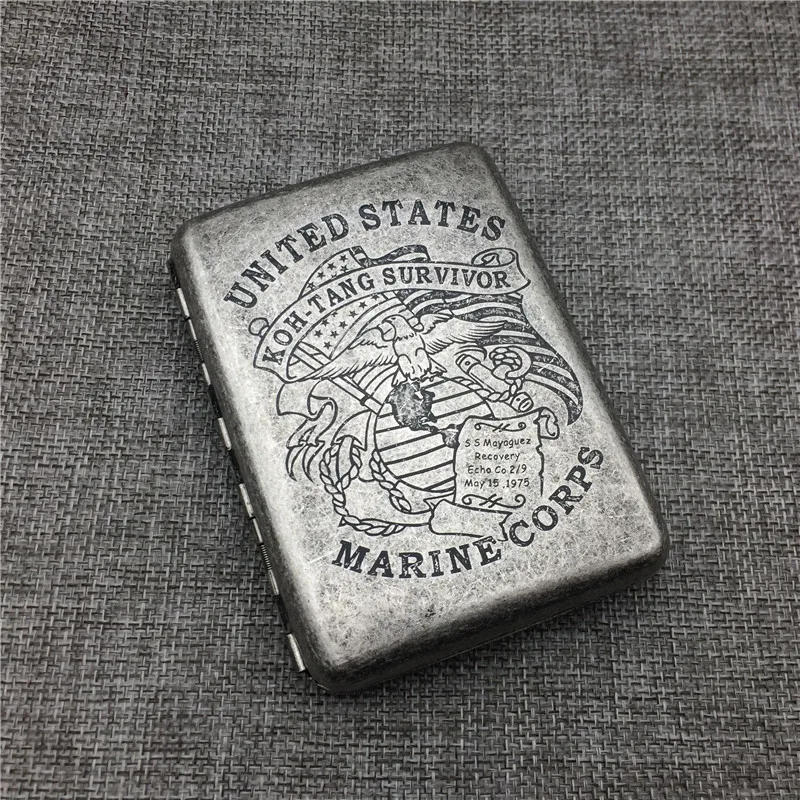 UNITED STATES
KOH-TANG SURVIVOR
S S Mayaguez
Recovery
Echo Co 2/9
May 15 ,1975
MARINE CORPS